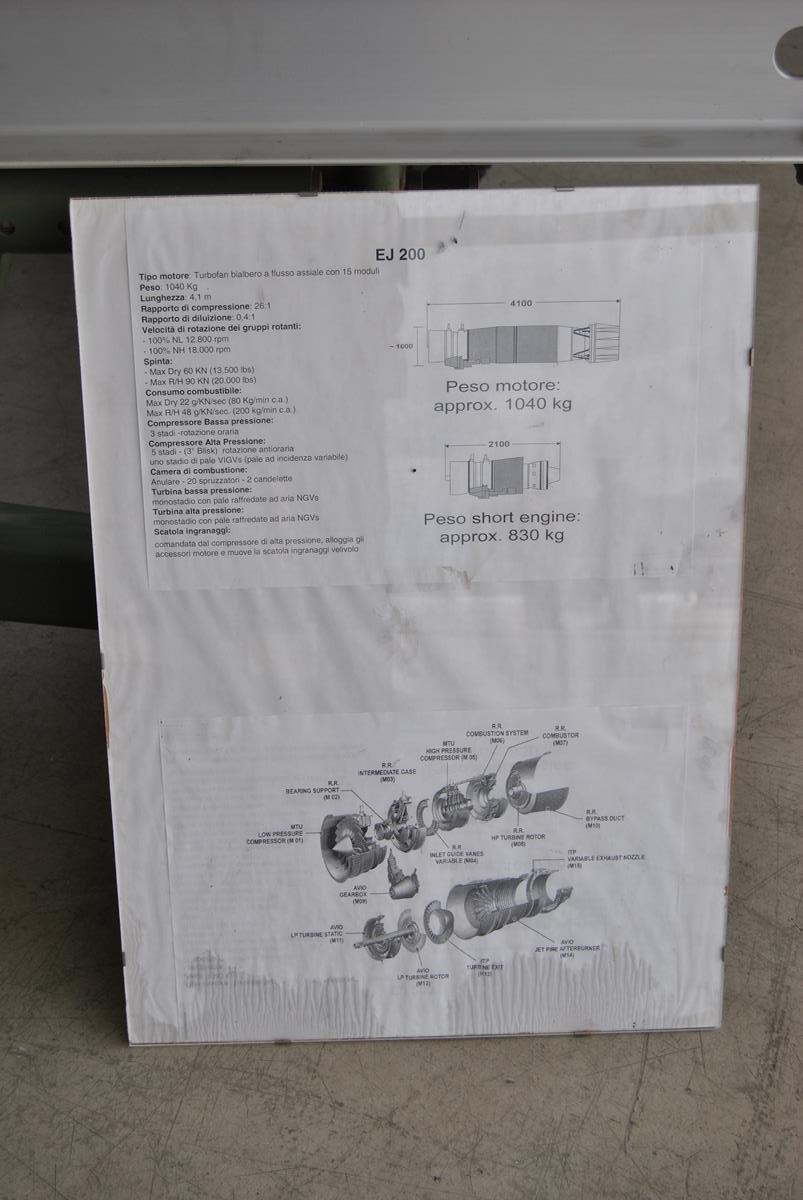 EJ 200
Tipo motore: Turbofan bialbero a flusso assiale con 15 moduli
Peso: 1040 Kg
Lunghezza: 4,1 m
Rapporto di compressione: 26:1
Rapporto di diluizione: 0,4:1
Velocità di rotazione dei gruppi rotanti:
- 100% NL 12.800 rpm
- 100% NH 18.000 rpm
Spinta:
- Max Dry 60 KN (13.500 lbs)
- Max R/H 90 KN (20.000 lbs)
Consumo combustibile:
Max Dry 22 g/KN/sec (80 Kg/min c.a.)
Max R/H 48 g/KN/sec. (200 kg/min c.a.)
Compressore Bassa pressione:
3 stadi -rotazione oraria
Compressore Alta Pressione:
5 stadi - (3° Blisk) rotazione antioraria
uno stadio di pale VIGVs (pale ad incidenza variabile)
Camera di combustione:
Anulare - 20 spruzzatori - 2 candelette
Turbina bassa pressione:
monostadio con pale raffredate ad aria NGVs
Turbina alta pressione:
monostadio con pale raffredate ad aria NGVs
Scatola ingranaggi:
comandata dal compressore di alta pressione, alloggia gli
accessori motore e muove la scatola ingranaggi velivolo
4100
~ 1000
Peso motore:
approx. 1040 kg
2100
Peso short engine:
approx. 830 kg
R.R.
COMBUSTION SYSTEM
(M06)
R.R.
COMBUSTOR
(M07)
MTU
HIGH PRESSURE
COMPRESSOR (M 05)
R.R.
INTERMEDIATE CASE
(M03)
R.R.
BEARING SUPPORT
(M 02)
MTU
LOW PRESSURE
COMPRESSOR (M 01)
R.R.
BYPASS DUCT
(M10)
R.R.
HP TURBINE ROTOR
(M08)
R.R.
INLET GUIDE VANES
VARIABLE (M04)
ITP
VARIABLE EXHAUST NOZZLE
(M15)
AVIO
GEARBOX
(M09)
AVIO
LP TURBINE STATIC
(M11)
AVIO
JET PIPE AFTERBURNER
(M14)
ITP
TURBINE EXIT
(M13)
AVIO
LP TURBINE ROTOR
(M12)